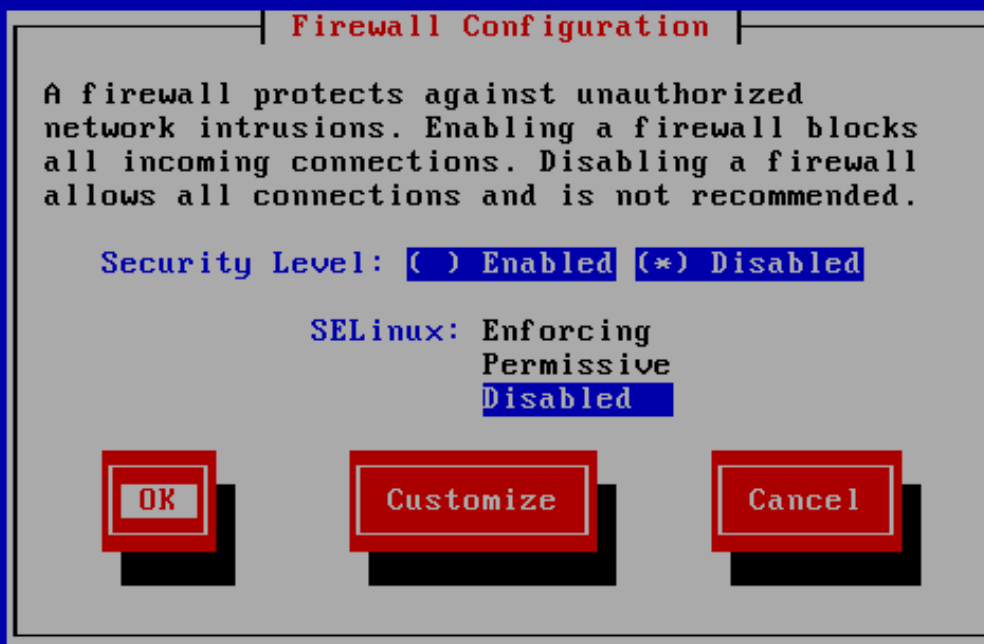 Firewall Configuration
A firewall protects against unauthorized
network intrusions. Enabling a firewall blocks
all incoming connections. Disabling a firewall
allows all connections and is not recommended.
Security Level: ( ) Enabled (*) Disabled
SELinux: Enforcing
Permissive
Disabled
OK Customize Cancel